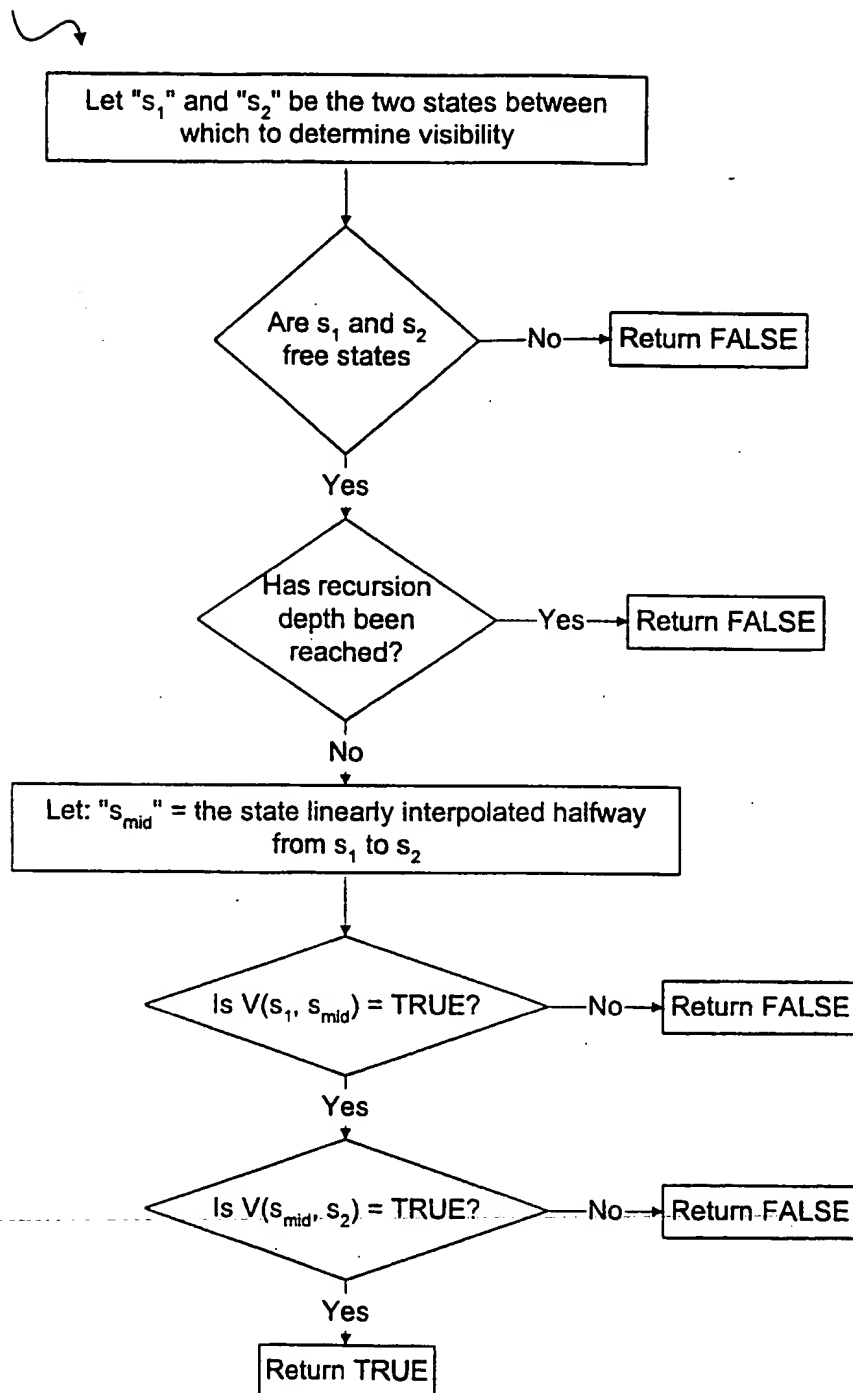 Let "s₁" and "s₂" be the two states between
which to determine visibility
Are s₁ and s₂
free states
No
Return FALSE
Yes
Has recursion
depth been
reached?
Yes
Return FALSE
No
Let: "s_mid" = the state linearly interpolated halfway
from s₁ to s₂
Is V(s₁, s_mid) = TRUE?
No
Return FALSE
Yes
Is V(s_mid, s₂) = TRUE?
No
Return FALSE
Yes
Return TRUE